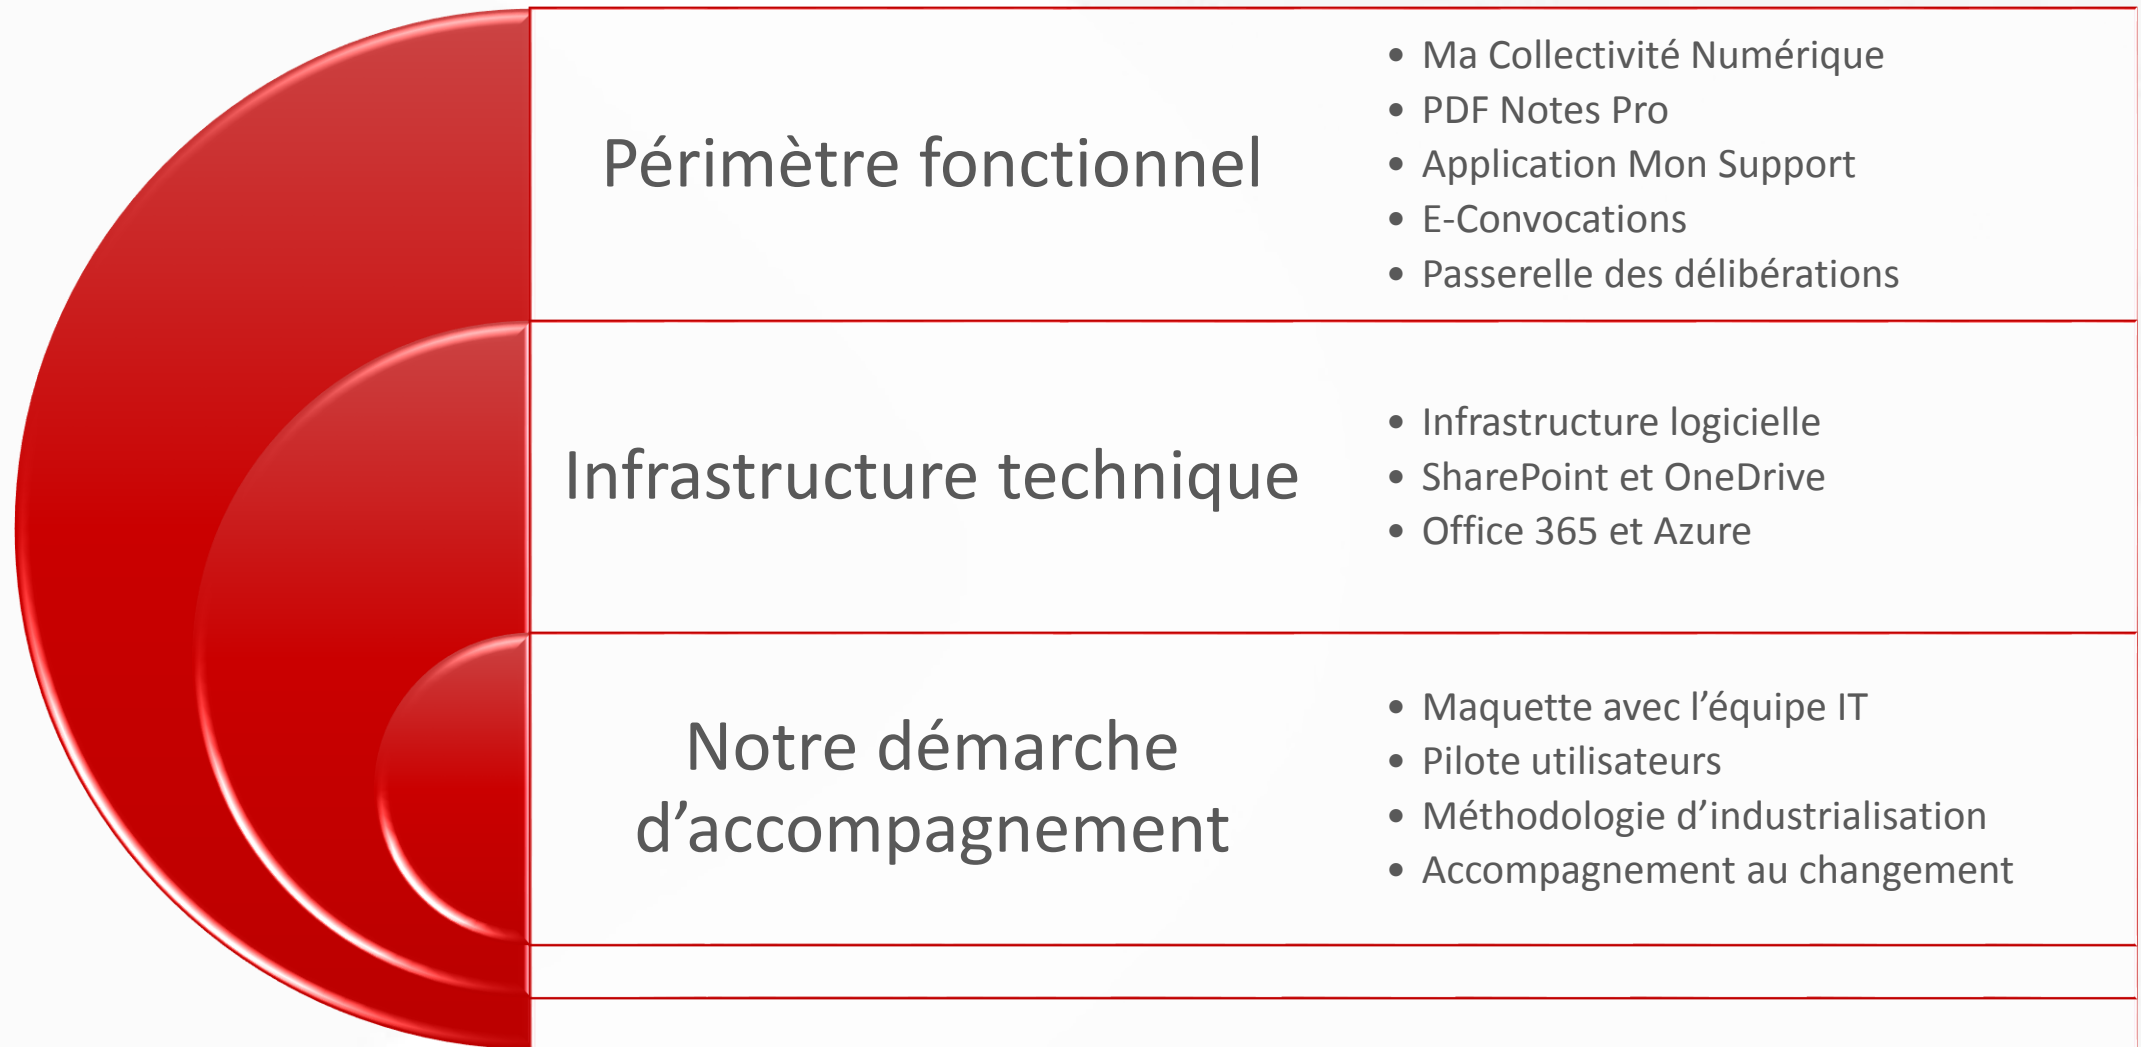 Périmètre fonctionnel
• Ma Collectivité Numérique
• PDF Notes Pro
• Application Mon Support
• E-Convocations
• Passerelle des délibérations
Infrastructure technique
• Infrastructure logicielle
• SharePoint et OneDrive
• Office 365 et Azure
Notre démarche
d’accompagnement
• Maquette avec l’équipe IT
• Pilote utilisateurs
• Méthodologie d’industrialisation
• Accompagnement au changement